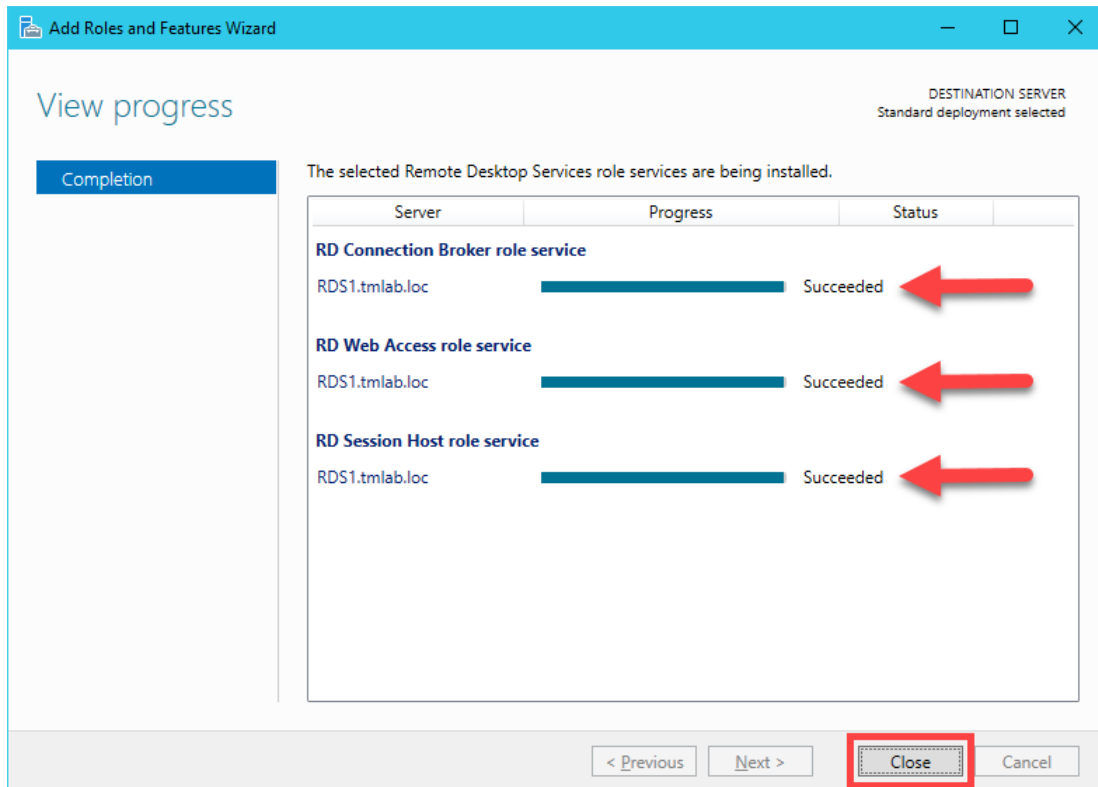 Add Roles and Features Wizard
View progress
DESTINATION SERVER
Standard deployment selected
Completion
The selected Remote Desktop Services role services are being installed.
Server Progress Status
RD Connection Broker role service
RDS1.tmlab.loc Succeeded
RD Web Access role service
RDS1.tmlab.loc Succeeded
RD Session Host role service
RDS1.tmlab.loc Succeeded
< Previous Next > Close Cancel